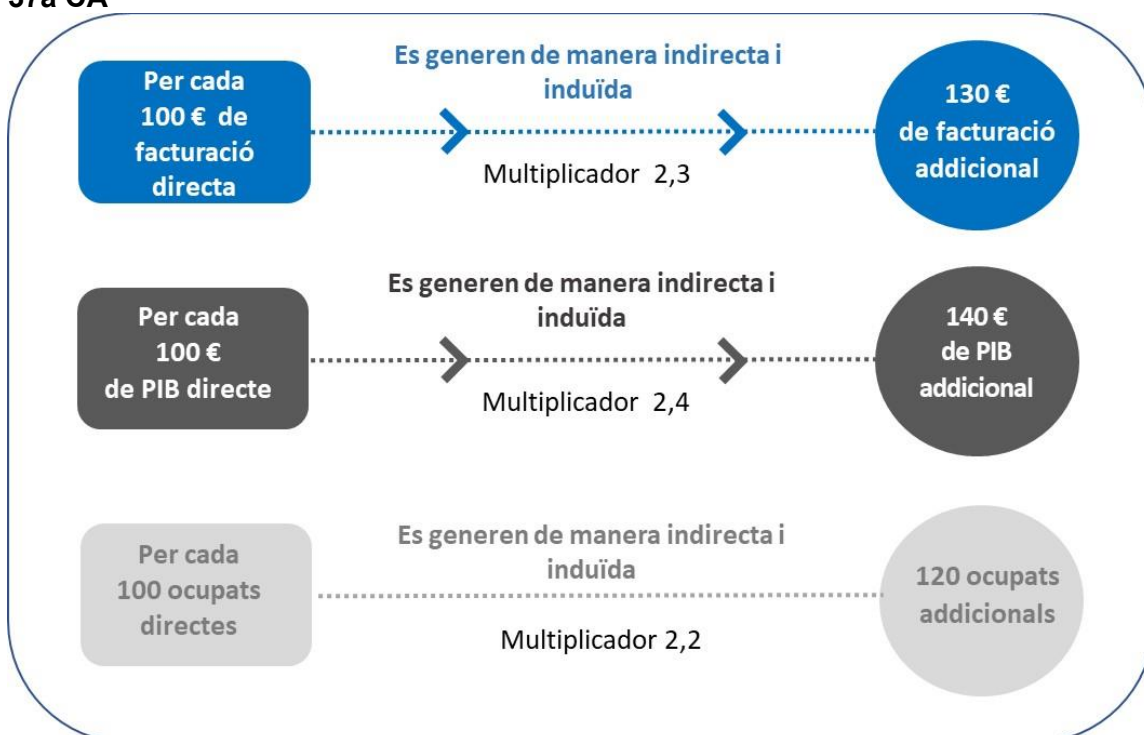 37a CA
Per cada
100 € de
facturació
directa
Es generen de manera indirecta i
induïda
Multiplicador 2,3
130 €
de facturació
addicional
Per cada
100 €
de PIB directe
Es generen de manera indirecta i
induïda
Multiplicador 2,4
140 €
de PIB
addicional
Per cada
100 ocupats
directes
Es generen de manera indirecta i
induïda
Multiplicador 2,2
120 ocupats
addicionals